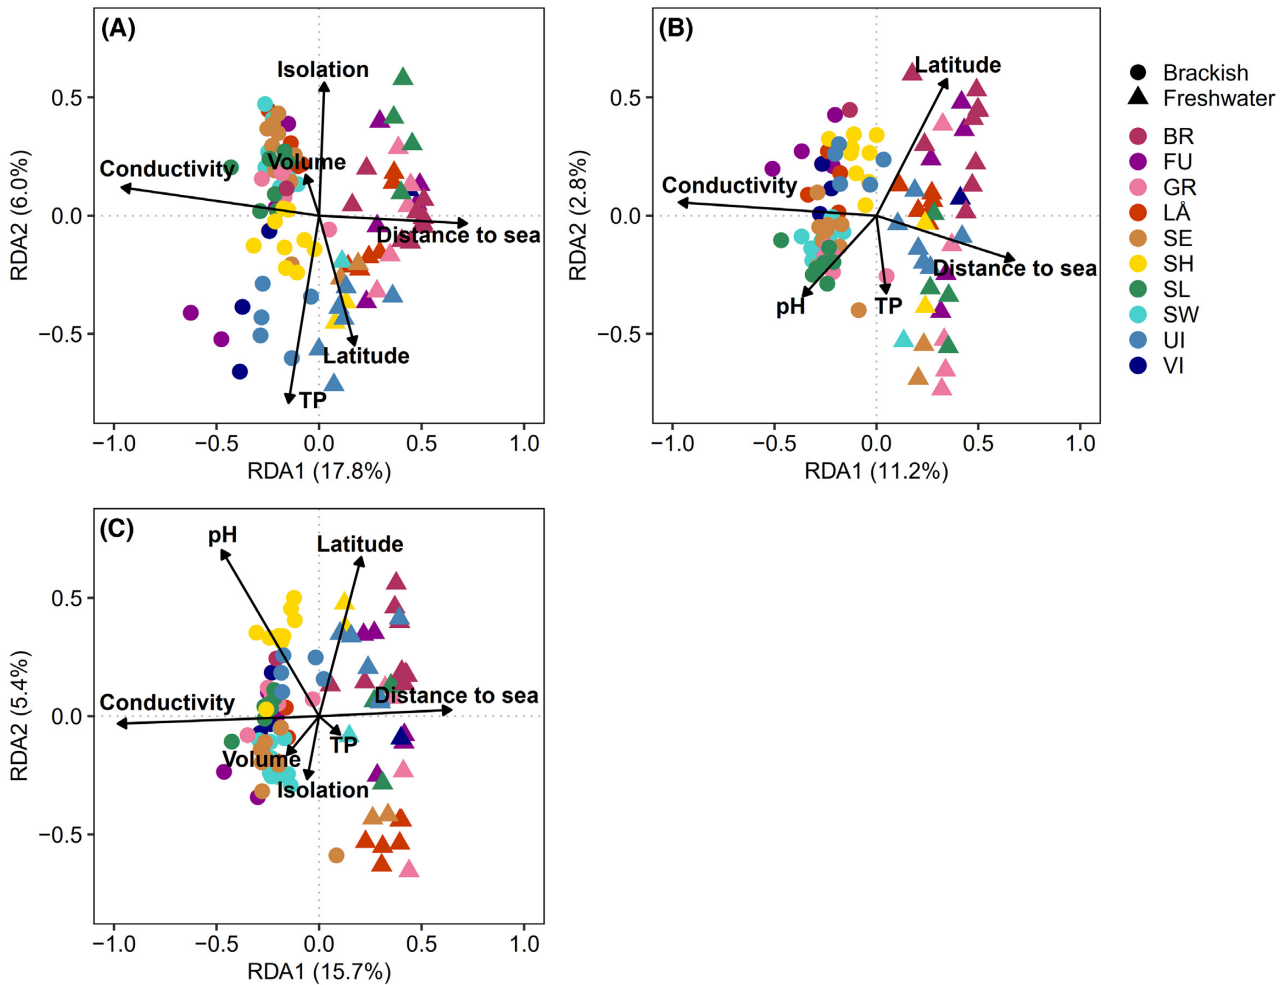 (A)
Isolation
Volume
Conductivity
Distance to sea
Latitude
TP
RDA2 (6.0%)
0.5
0.0
−0.5
−1.0 −0.5 0.0 0.5 1.0
RDA1 (17.8%)
(B)
Latitude
Conductivity
Distance to sea
pH
TP
RDA2 (2.8%)
0.5
0.0
−0.5
−1.0 −0.5 0.0 0.5 1.0
RDA1 (11.2%)
Brackish
Freshwater
BR
FU
GR
LÅ
SE
SH
SL
SW
UI
VI
(C)
pH
Latitude
Conductivity
Distance to sea
TP
Volume
Isolation
RDA2 (5.4%)
0.5
0.0
−0.5
−1.0 −0.5 0.0 0.5 1.0
RDA1 (15.7%)